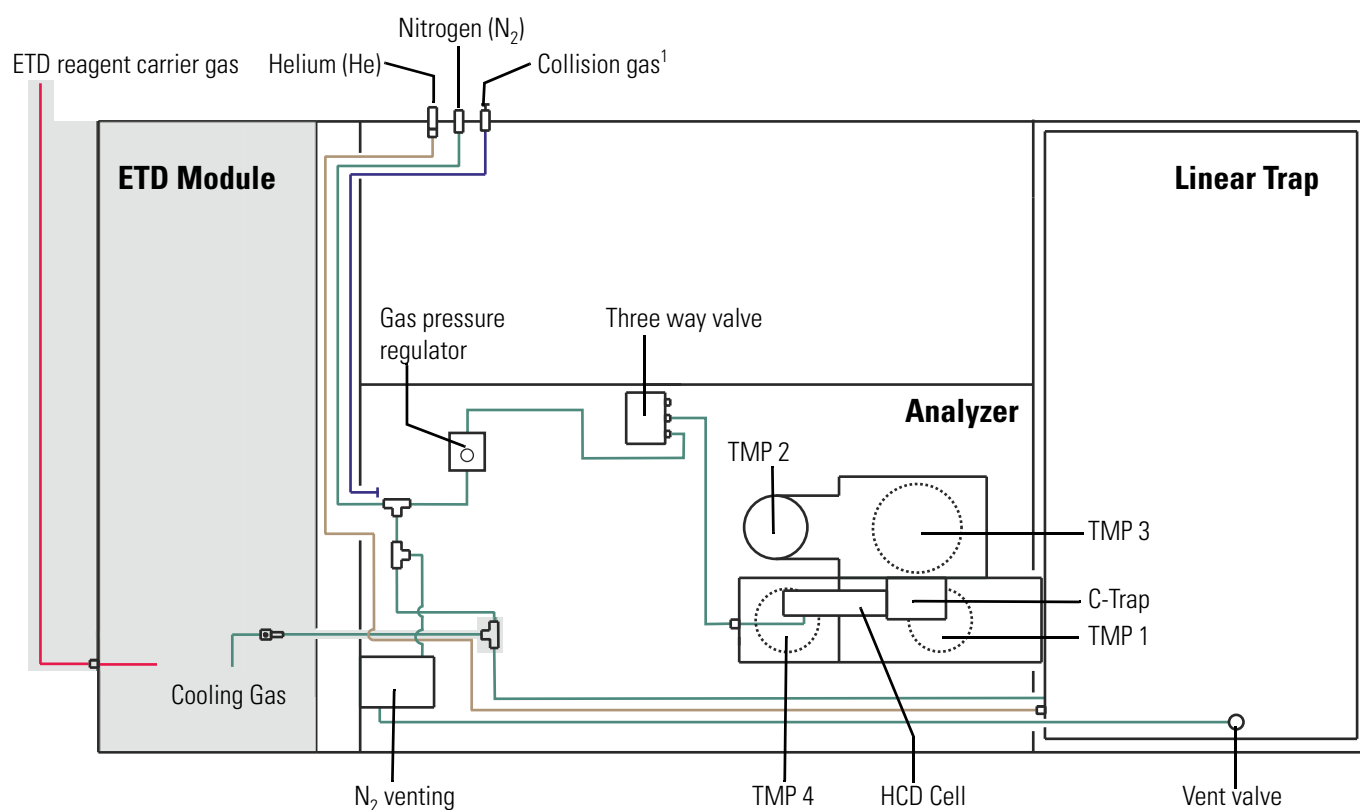 Nitrogen (N₂)
ETD reagent carrier gas
Helium (He)
Collision gas¹
ETD Module
Linear Trap
Gas pressure
regulator
Three way valve
Analyzer
TMP 2
TMP 3
C-Trap
TMP 1
Cooling Gas
N₂ venting
TMP 4
HCD Cell
Vent valve